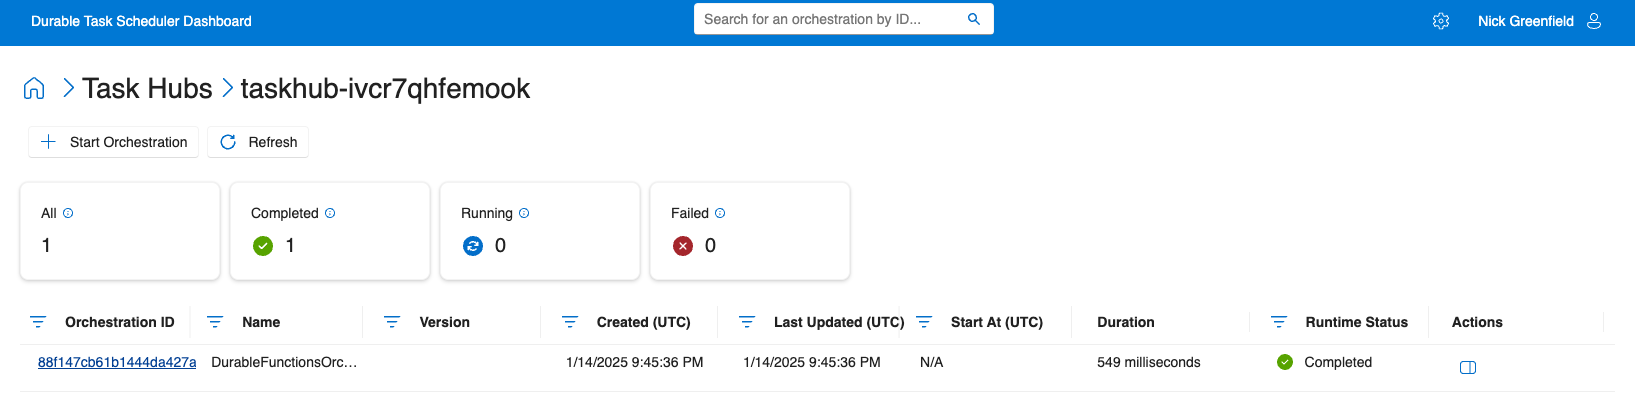 Durable Task Scheduler Dashboard
Search for an orchestration by ID...
Nick Greenfield
Task Hubs taskhub-ivcr7qhfemook
Start Orchestration Refresh
All Completed Running Failed
1 1 0 0
Orchestration ID Name Version Created (UTC) Last Updated (UTC) Start At (UTC) Duration Runtime Status Actions
88f147cb61b1444da427a DurableFunctionsOrc... 1/14/2025 9:45:36 PM 1/14/2025 9:45:36 PM N/A 549 milliseconds Completed